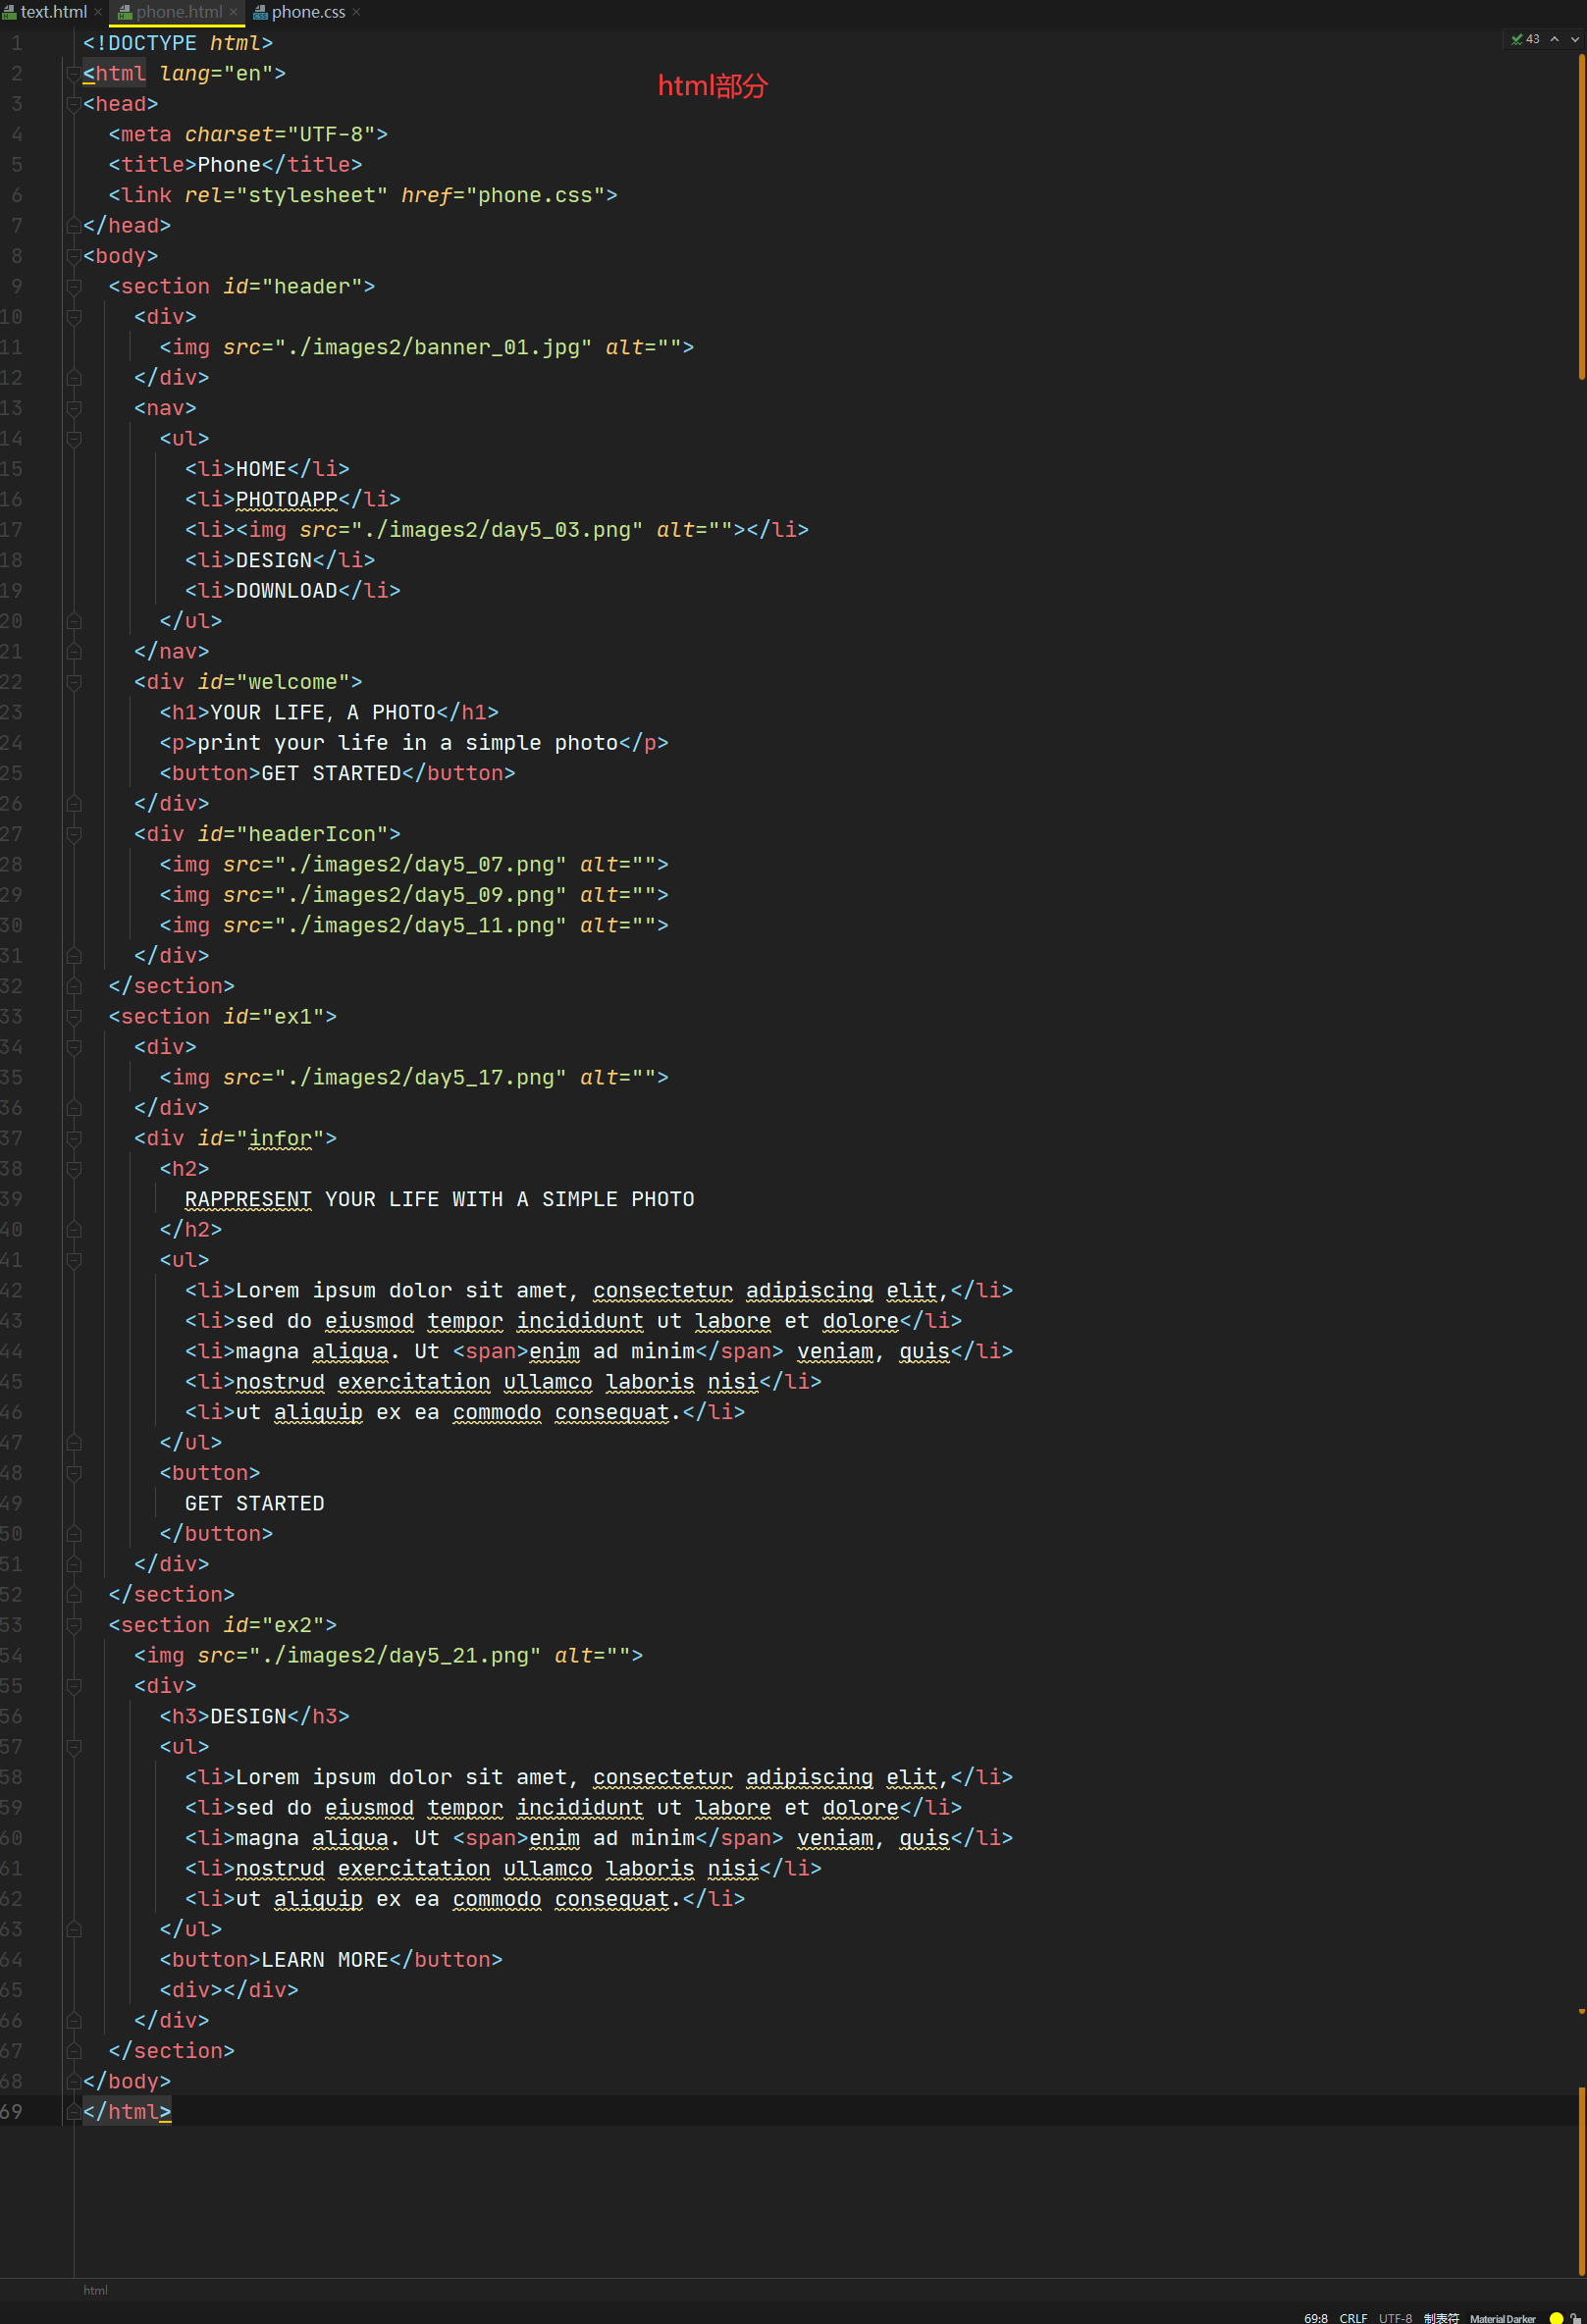 text.html × phone.html × phone.css ×
43
1 <!DOCTYPE html>
2 <html lang="en">
html部分
3 <head>
4 <meta charset="UTF-8">
5 <title>Phone</title>
6 <link rel="stylesheet" href="phone.css">
7 </head>
8 <body>
9 <section id="header">
10 <div>
11 <img src="./images2/banner_01.jpg" alt="">
12 </div>
13 <nav>
14 <ul>
15 <li>HOME</li>
16 <li>PHOTOAPP</li>
17 <li><img src="./images2/day5_03.png" alt=""></li>
18 <li>DESIGN</li>
19 <li>DOWNLOAD</li>
20 </ul>
21 </nav>
22 <div id="welcome">
23 <h1>YOUR LIFE, A PHOTO</h1>
24 <p>print your life in a simple photo</p>
25 <button>GET STARTED</button>
26 </div>
27 <div id="headerIcon">
28 <img src="./images2/day5_07.png" alt="">
29 <img src="./images2/day5_09.png" alt="">
30 <img src="./images2/day5_11.png" alt="">
31 </div>
32 </section>
33 <section id="ex1">
34 <div>
35 <img src="./images2/day5_17.png" alt="">
36 </div>
37 <div id="infor">
38 <h2>
39 RAPPRESENT YOUR LIFE WITH A SIMPLE PHOTO
40 </h2>
41 <ul>
42 <li>Lorem ipsum dolor sit amet, consectetur adipiscing elit,</li>
43 <li>sed do eiusmod tempor incididunt ut labore et dolore</li>
44 <li>magna aliqua. Ut <span>enim ad minim</span> veniam, quis</li>
45 <li>nostrud exercitation ullamco laboris nisi</li>
46 <li>ut aliquip ex ea commodo consequat.</li>
47 </ul>
48 <button>
49 GET STARTED
50 </button>
51 </div>
52 </section>
53 <section id="ex2">
54 <img src="./images2/day5_21.png" alt="">
55 <div>
56 <h3>DESIGN</h3>
57 <ul>
58 <li>Lorem ipsum dolor sit amet, consectetur adipiscing elit,</li>
59 <li>sed do eiusmod tempor incididunt ut labore et dolore</li>
60 <li>magna aliqua. Ut <span>enim ad minim</span> veniam, quis</li>
61 <li>nostrud exercitation ullamco laboris nisi</li>
62 <li>ut aliquip ex ea commodo consequat.</li>
63 </ul>
64 <button>LEARN MORE</button>
65 <div></div>
66 </div>
67 </section>
68 </body>
69 </html>
html
69:8 CRLF UTF-8 制表符 Material Darker